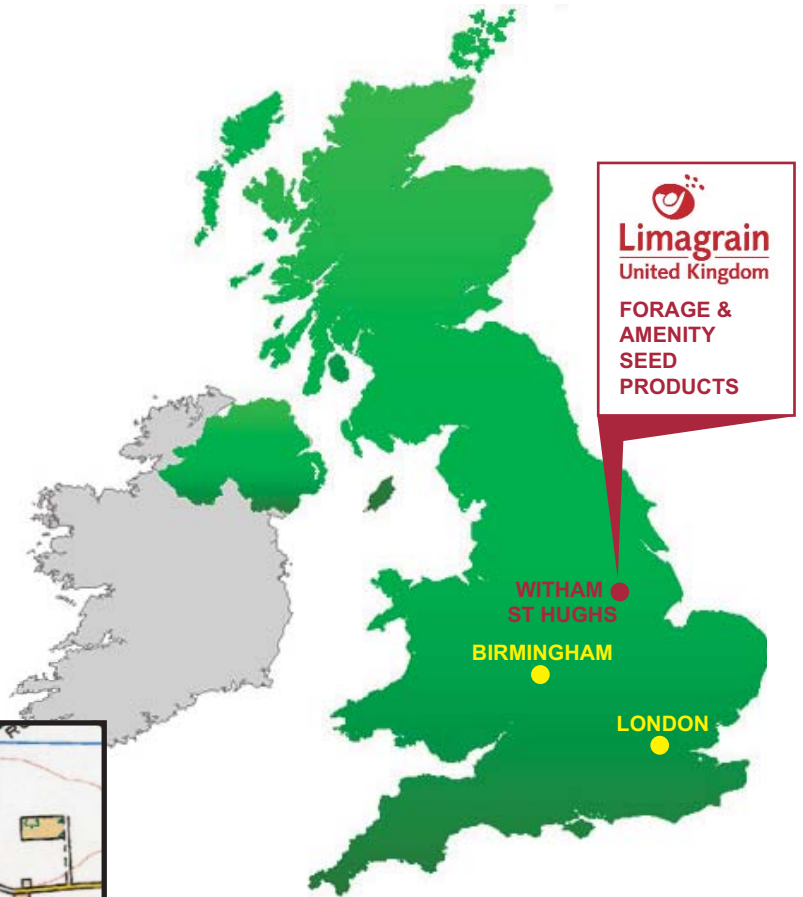 Limagrain
United Kingdom
FORAGE &
AMENITY
SEED
PRODUCTS
WITHAM
ST HUGHS
BIRMINGHAM
LONDON